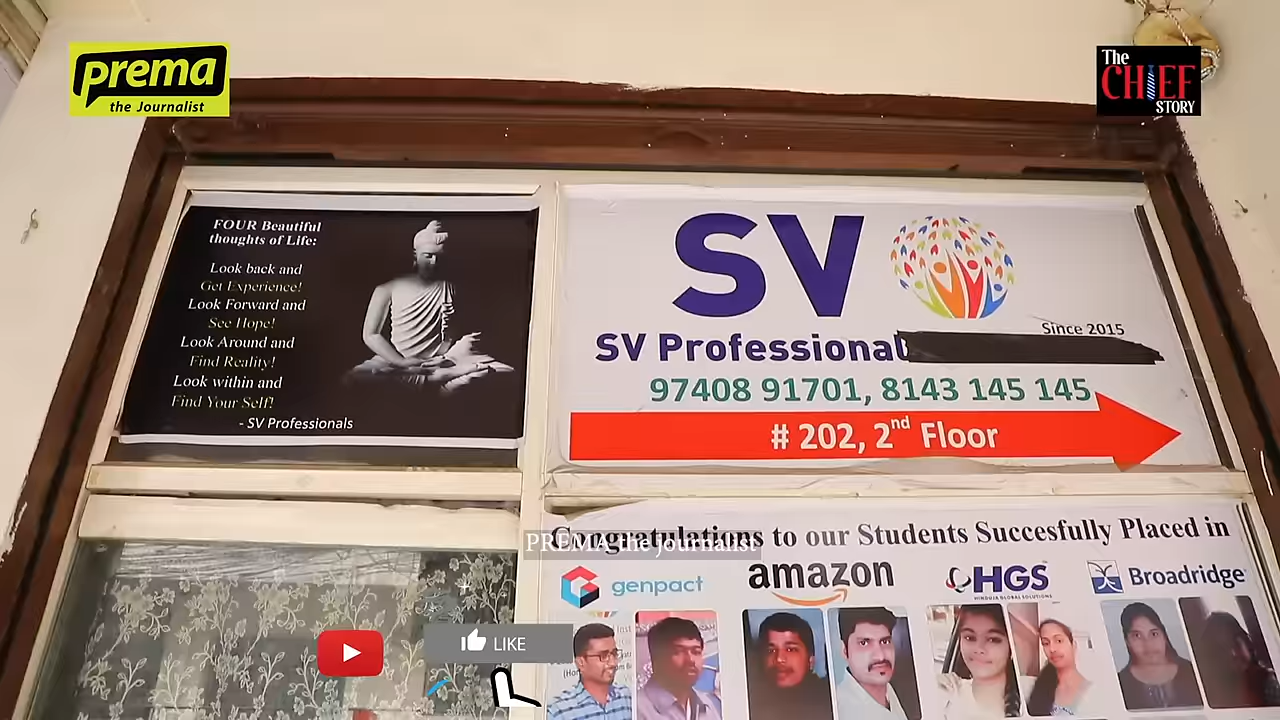 prema
the Journalist
The
CHIEF
STORY
FOUR Beautiful
thoughts of Life:
Look back and
Get Experience!
Look Forward and
See Hope!
Look Around and
Find Reality!
Look within and
Find Your Self!
- SV Professionals
SV
Since 2015
SV Professional
97408 91701, 8143 145 145
# 202, 2nd Floor
Congratulations to our Students Succesfully Placed in
PREMA the Journalist
genpact
amazon
HGS
HINDUJA GLOBAL SOLUTIONS
Broadridge
LIKE